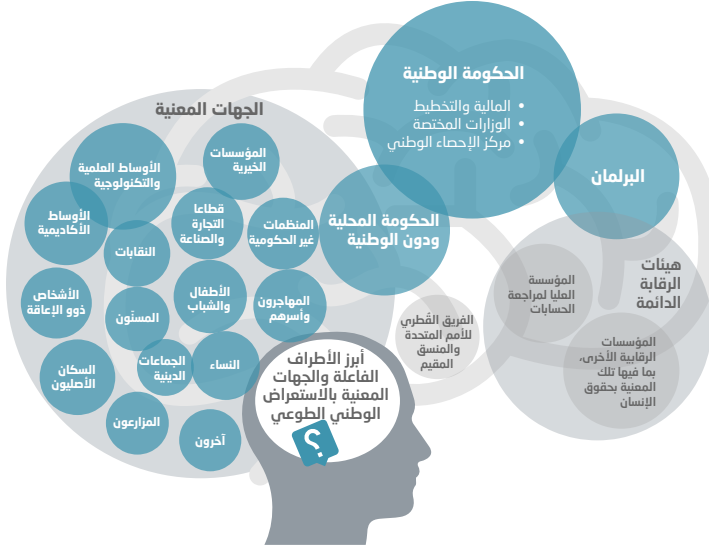 الحكومة الوطنية
• المالية والتخطيط
• الوزارات المختصة
• مركز الإحصاء الوطني
البرلمان
هيئات
الرقابة
الدائمة
المؤسسة
العليا لمراجعة
الحسابات
المؤسسات
الرقابية الأخرى،
بما فيها تلك
المعنية بحقوق
الإنسان
الحكومة المحلية
ودون الوطنية
الفريق القُطري
للأمم المتحدة
والمنسق
المقيم
الجهات المعنية
المؤسسات
الخيرية
الأوساط العلمية
والتكنولوجية
المنظمات
غير الحكومية
قطاعا
التجارة
والصناعة
النقابات
الأوساط
الأكاديمية
المهاجرون
وأسرهم
الأطفال
والشباب
المسنّون
الأشخاص
ذوو الإعاقة
النساء
الجماعات
الدينية
السكان
الأصليون
المزارعون
آخرون
أبرز الأطراف
الفاعلة والجهات
المعنية بالاستعراض
الوطني الطوعي
؟